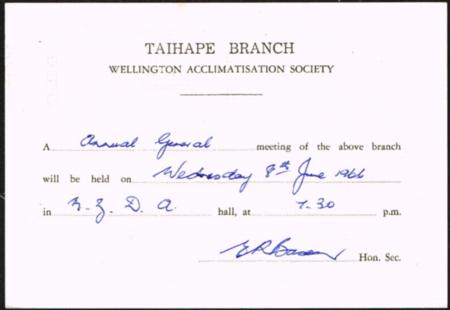 TAIHAPE BRANCH
WELLINGTON ACCLIMATISATION SOCIETY
A Annual General meeting of the above branch
will be held on Wednesday 8th June 1966
in N. Z. D. A. hall, at 7.30 p.m.
Hon. Sec.